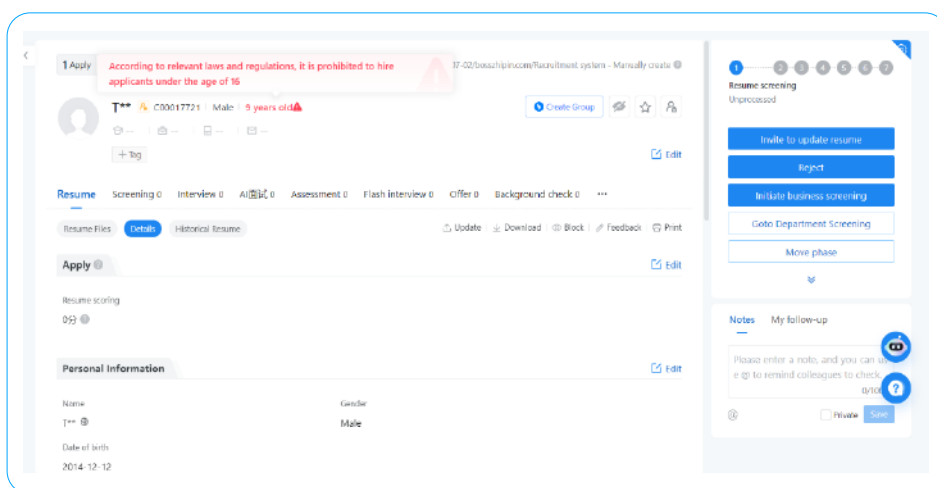 1 Apply
According to relevant laws and regulations, it is prohibited to hire
applicants under the age of 16
07-02/bosszhipin.com/Recruitment system - Manually create
T** C00017721 Male 9 years old
Create Group
+ Tag
Edit
Resume Screening 0 Interview 0 AI面试 0 Assessment 0 Flash interview 0 Offer 0 Background check 0 ...
Resume Files Details Historical Resume
Update Download Block Feedback Print
Apply
Edit
Resume scoring
0分
Personal Information
Edit
Name Gender
T** Male
Date of birth
2014-12-12
1 2 3 4 5 6 7
Resume screening
Unprocessed
Invite to update resume
Reject
Initiate business screening
Goto Department Screening
Move phase
Notes My follow-up
Please enter a note, and you can us
e @ to remind colleagues to check.
Private Save
?